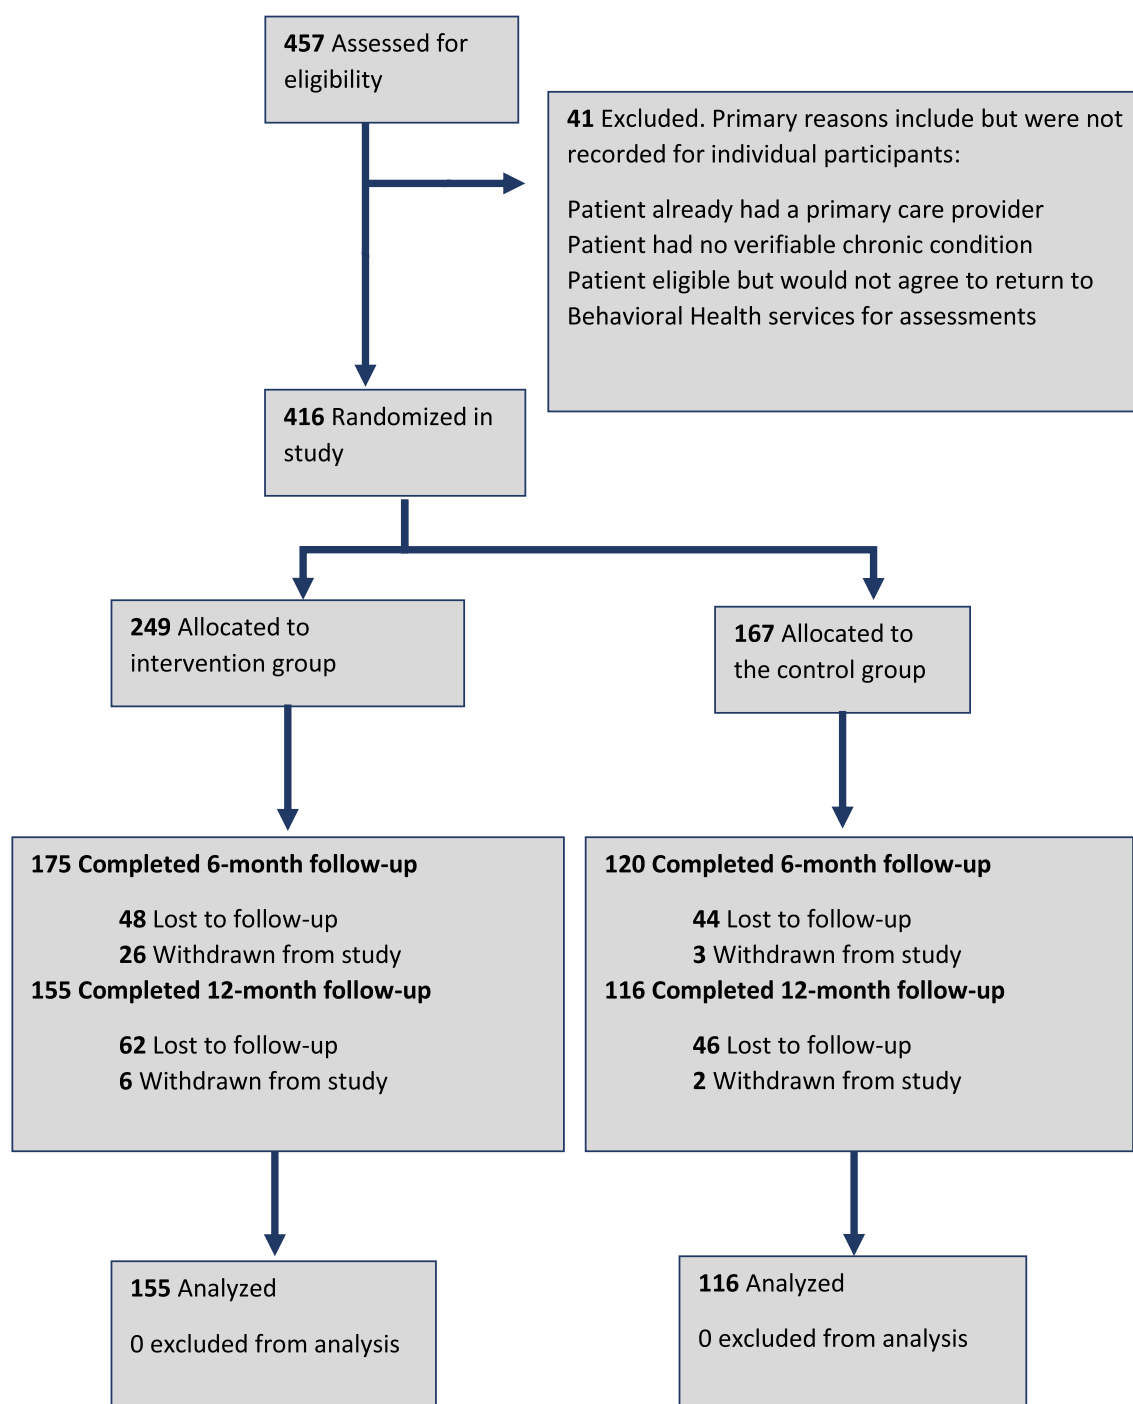 457 Assessed for
eligibility
41 Excluded. Primary reasons include but were not
recorded for individual participants:
Patient already had a primary care provider
Patient had no verifiable chronic condition
Patient eligible but would not agree to return to
Behavioral Health services for assessments
416 Randomized in
study
249 Allocated to
intervention group
167 Allocated to
the control group
175 Completed 6-month follow-up
48 Lost to follow-up
26 Withdrawn from study
155 Completed 12-month follow-up
62 Lost to follow-up
6 Withdrawn from study
120 Completed 6-month follow-up
44 Lost to follow-up
3 Withdrawn from study
116 Completed 12-month follow-up
46 Lost to follow-up
2 Withdrawn from study
155 Analyzed
0 excluded from analysis
116 Analyzed
0 excluded from analysis